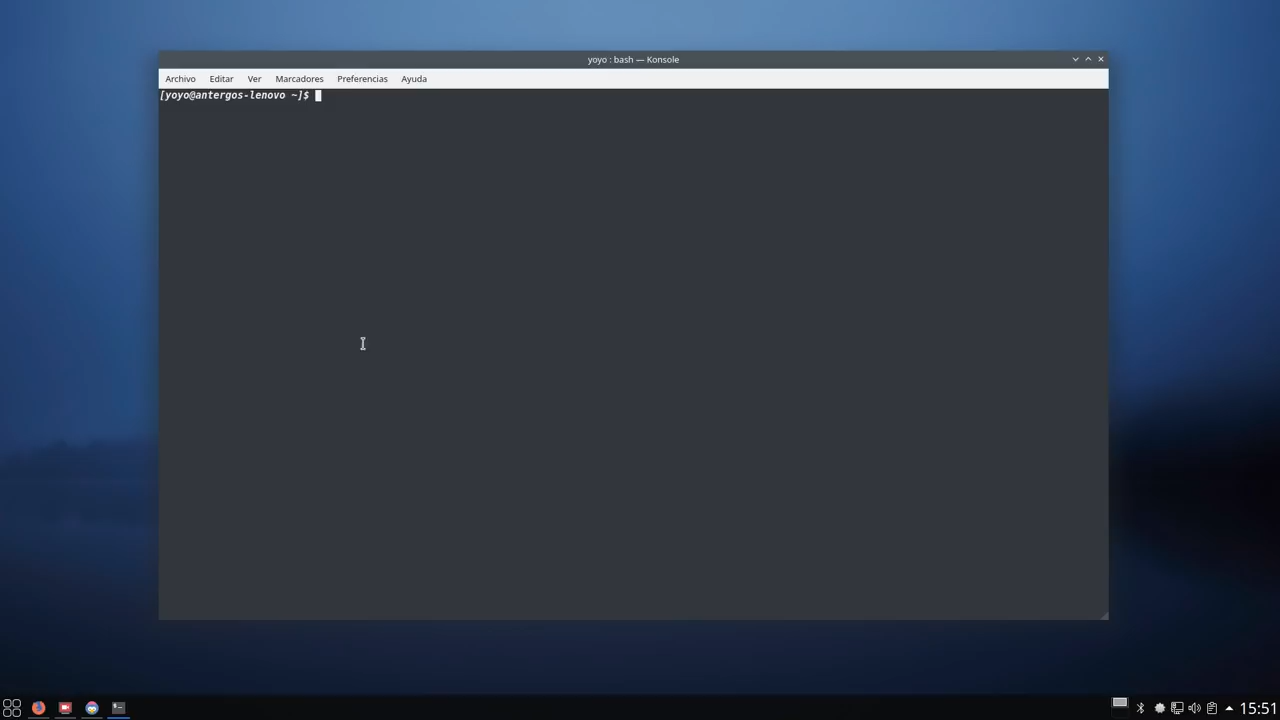 yoyo : bash — Konsole
Archivo Editar Ver Marcadores Preferencias Ayuda
[yoyo@antergos-lenovo ~]$
15:51